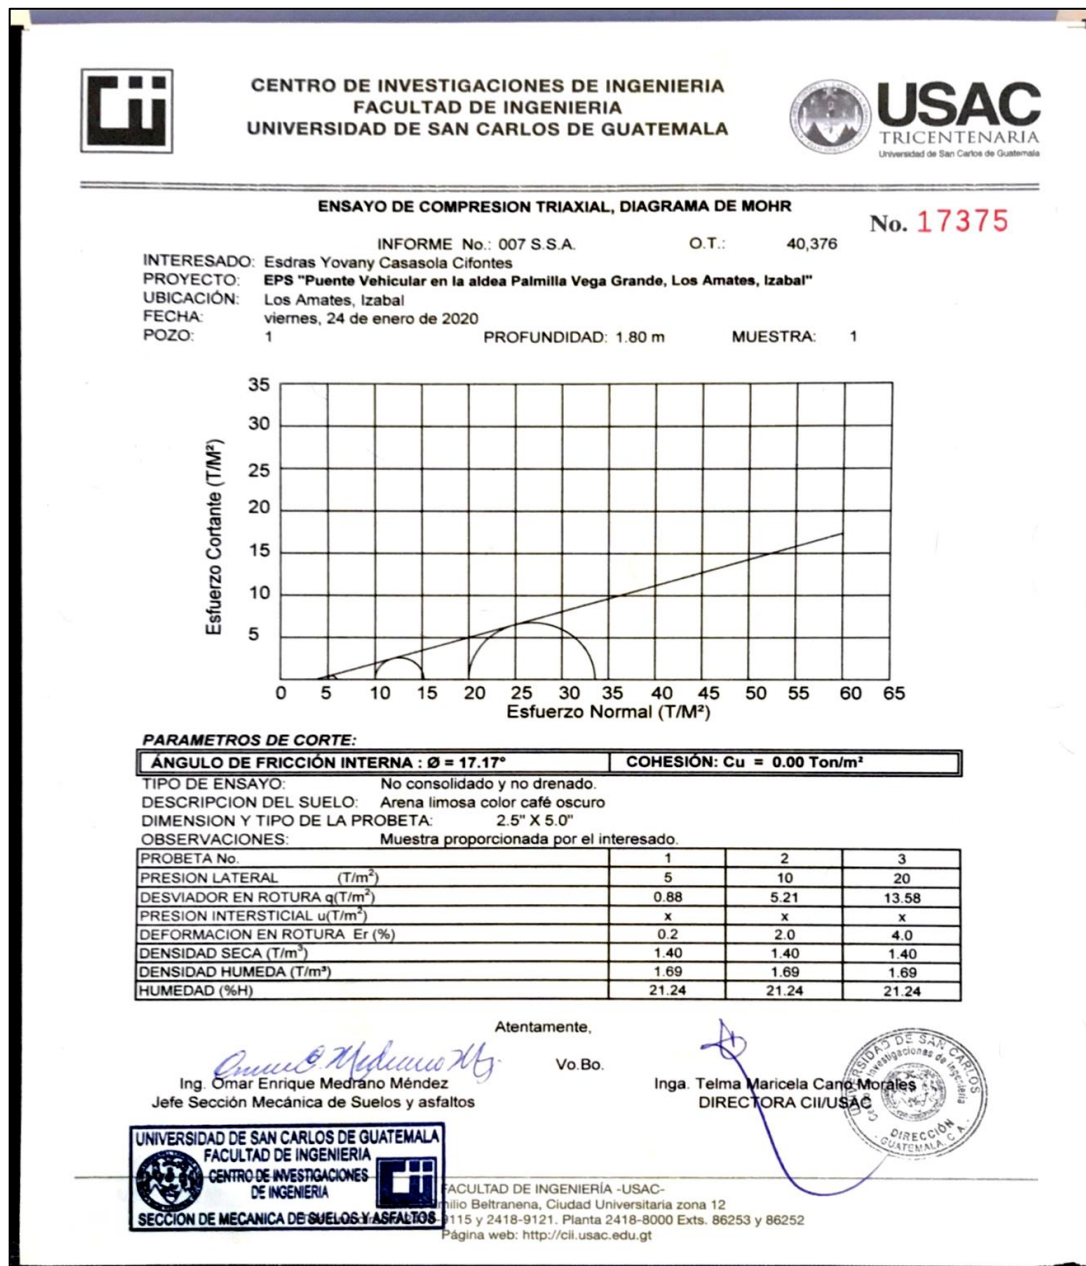 CENTRO DE INVESTIGACIONES DE INGENIERIA
FACULTAD DE INGENIERIA
UNIVERSIDAD DE SAN CARLOS DE GUATEMALA
USAC
TRICENTENARIA
Universidad de San Carlos de Guatemala
ENSAYO DE COMPRESION TRIAXIAL, DIAGRAMA DE MOHR
No. 17375
INFORME No.: 007 S.S.A. O.T.: 40,376
INTERESADO: Esdras Yovany Casasola Cifontes
PROYECTO: EPS "Puente Vehicular en la aldea Palmilla Vega Grande, Los Amates, Izabal"
UBICACIÓN: Los Amates, Izabal
FECHA: viernes, 24 de enero de 2020
POZO: 1 PROFUNDIDAD: 1.80 m MUESTRA: 1
Esfuerzo Cortante (T/M²)
35
30
25
20
15
10
5
0 5 10 15 20 25 30 35 40 45 50 55 60 65
Esfuerzo Normal (T/M²)
PARAMETROS DE CORTE:
ÁNGULO DE FRICCIÓN INTERNA : Ø = 17.17° COHESIÓN: Cu = 0.00 Ton/m²
TIPO DE ENSAYO: No consolidado y no drenado.
DESCRIPCION DEL SUELO: Arena limosa color café oscuro
DIMENSION Y TIPO DE LA PROBETA: 2.5" X 5.0"
OBSERVACIONES: Muestra proporcionada por el interesado.
PROBETA No. 1 2 3
PRESION LATERAL (T/m²) 5 10 20
DESVIADOR EN ROTURA q(T/m²) 0.88 5.21 13.58
PRESION INTERSTICIAL u(T/m²) x x x
DEFORMACION EN ROTURA Er (%) 0.2 2.0 4.0
DENSIDAD SECA (T/m³) 1.40 1.40 1.40
DENSIDAD HUMEDA (T/m³) 1.69 1.69 1.69
HUMEDAD (%H) 21.24 21.24 21.24
Atentamente,
Vo.Bo.
Ing. Omar Enrique Medrano Méndez
Jefe Sección Mecánica de Suelos y asfaltos
Inga. Telma Maricela Cano Morales
DIRECTORA CII/USAC
UNIVERSIDAD DE SAN CARLOS
Centro Investigaciones de Ingeniería
DIRECCIÓN
GUATEMALA, C. A.
UNIVERSIDAD DE SAN CARLOS DE GUATEMALA
FACULTAD DE INGENIERIA
CENTRO DE INVESTIGACIONES
DE INGENIERIA
SECCION DE MECANICA DE SUELOS Y ASFALTOS
FACULTAD DE INGENIERÍA -USAC-
Beltranena, Ciudad Universitaria zona 12
9115 y 2418-9121. Planta 2418-8000 Exts. 86253 y 86252
Página web: http://cii.usac.edu.gt